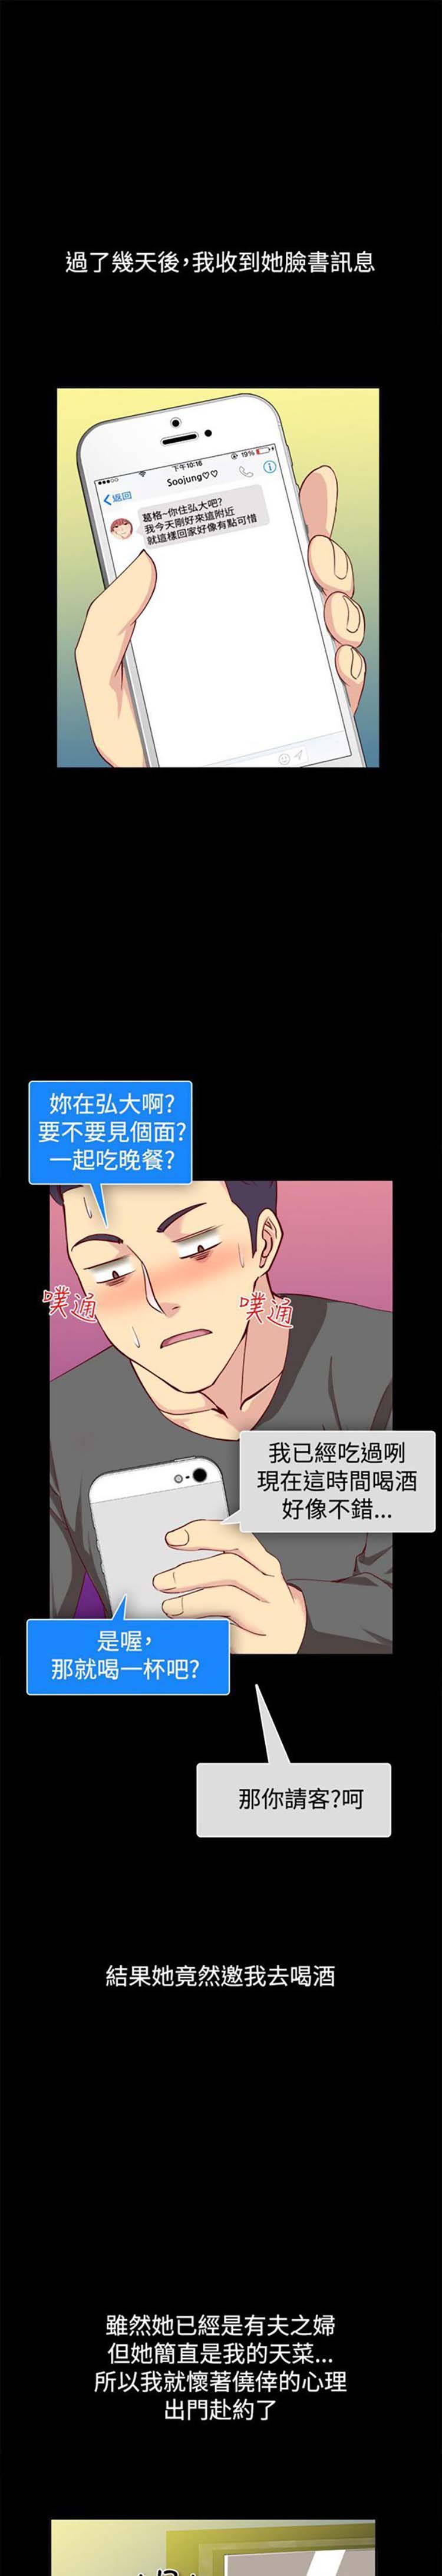 過了幾天後，我收到她臉書訊息
下午10:16
19%
Soojung♡♡
返回
葛格~你住弘大吧?
我今天剛好來這附近
就這樣回家好像有點可惜
妳在弘大啊?
要不要見個面?
一起吃晚餐?
噗通
噗通
我已經吃過咧
現在這時間喝酒
好像不錯...
是喔，
那就喝一杯吧?
那你請客?呵
結果她竟然邀我去喝酒
雖然她已經是有夫之婦
但她簡直是我的天菜...
所以我就懷著僥倖的心理
出門赴約了